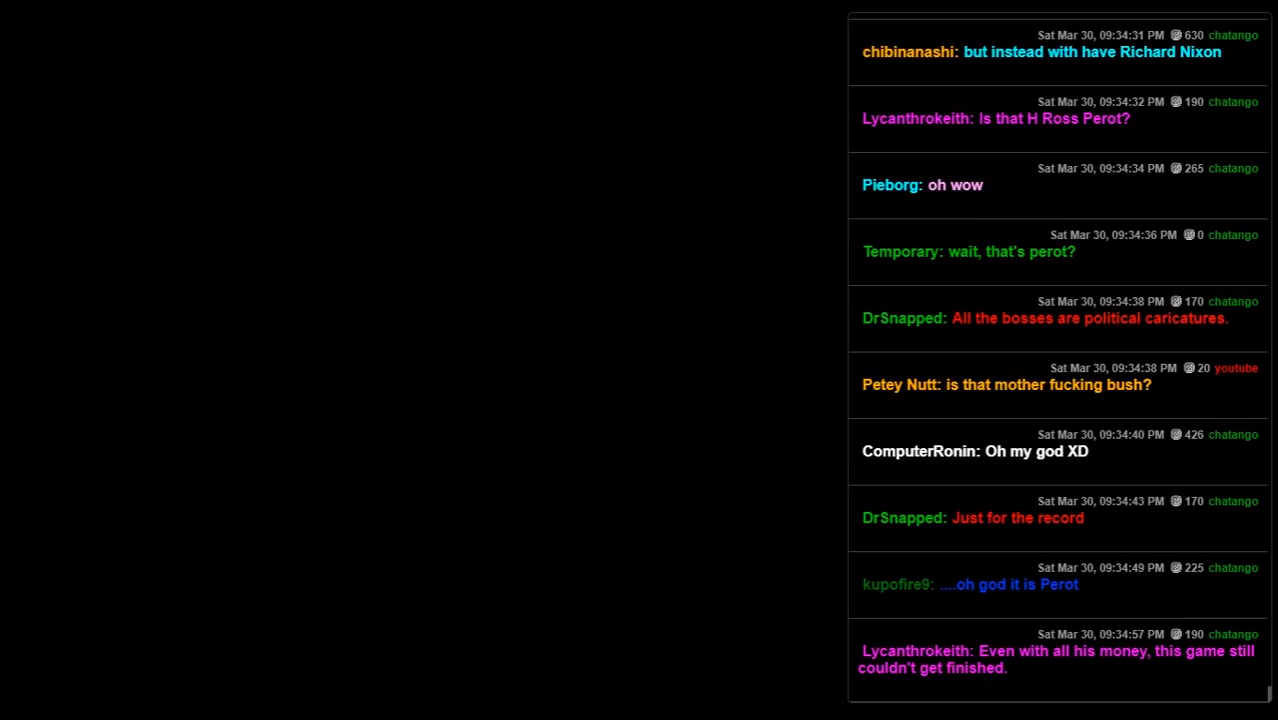 Sat Mar 30, 09:34:31 PM 630 chatango
chibinanashi: but instead with have Richard Nixon
Sat Mar 30, 09:34:32 PM 190 chatango
Lycanthrokeith: Is that H Ross Perot?
Sat Mar 30, 09:34:34 PM 265 chatango
Pieborg: oh wow
Sat Mar 30, 09:34:36 PM 0 chatango
Temporary: wait, that's perot?
Sat Mar 30, 09:34:38 PM 170 chatango
DrSnapped: All the bosses are political caricatures.
Sat Mar 30, 09:34:38 PM 20 youtube
Petey Nutt: is that mother fucking bush?
Sat Mar 30, 09:34:40 PM 426 chatango
ComputerRonin: Oh my god XD
Sat Mar 30, 09:34:43 PM 170 chatango
DrSnapped: Just for the record
Sat Mar 30, 09:34:49 PM 225 chatango
kupofire9: ....oh god it is Perot
Sat Mar 30, 09:34:57 PM 190 chatango
Lycanthrokeith: Even with all his money, this game still
couldn't get finished.